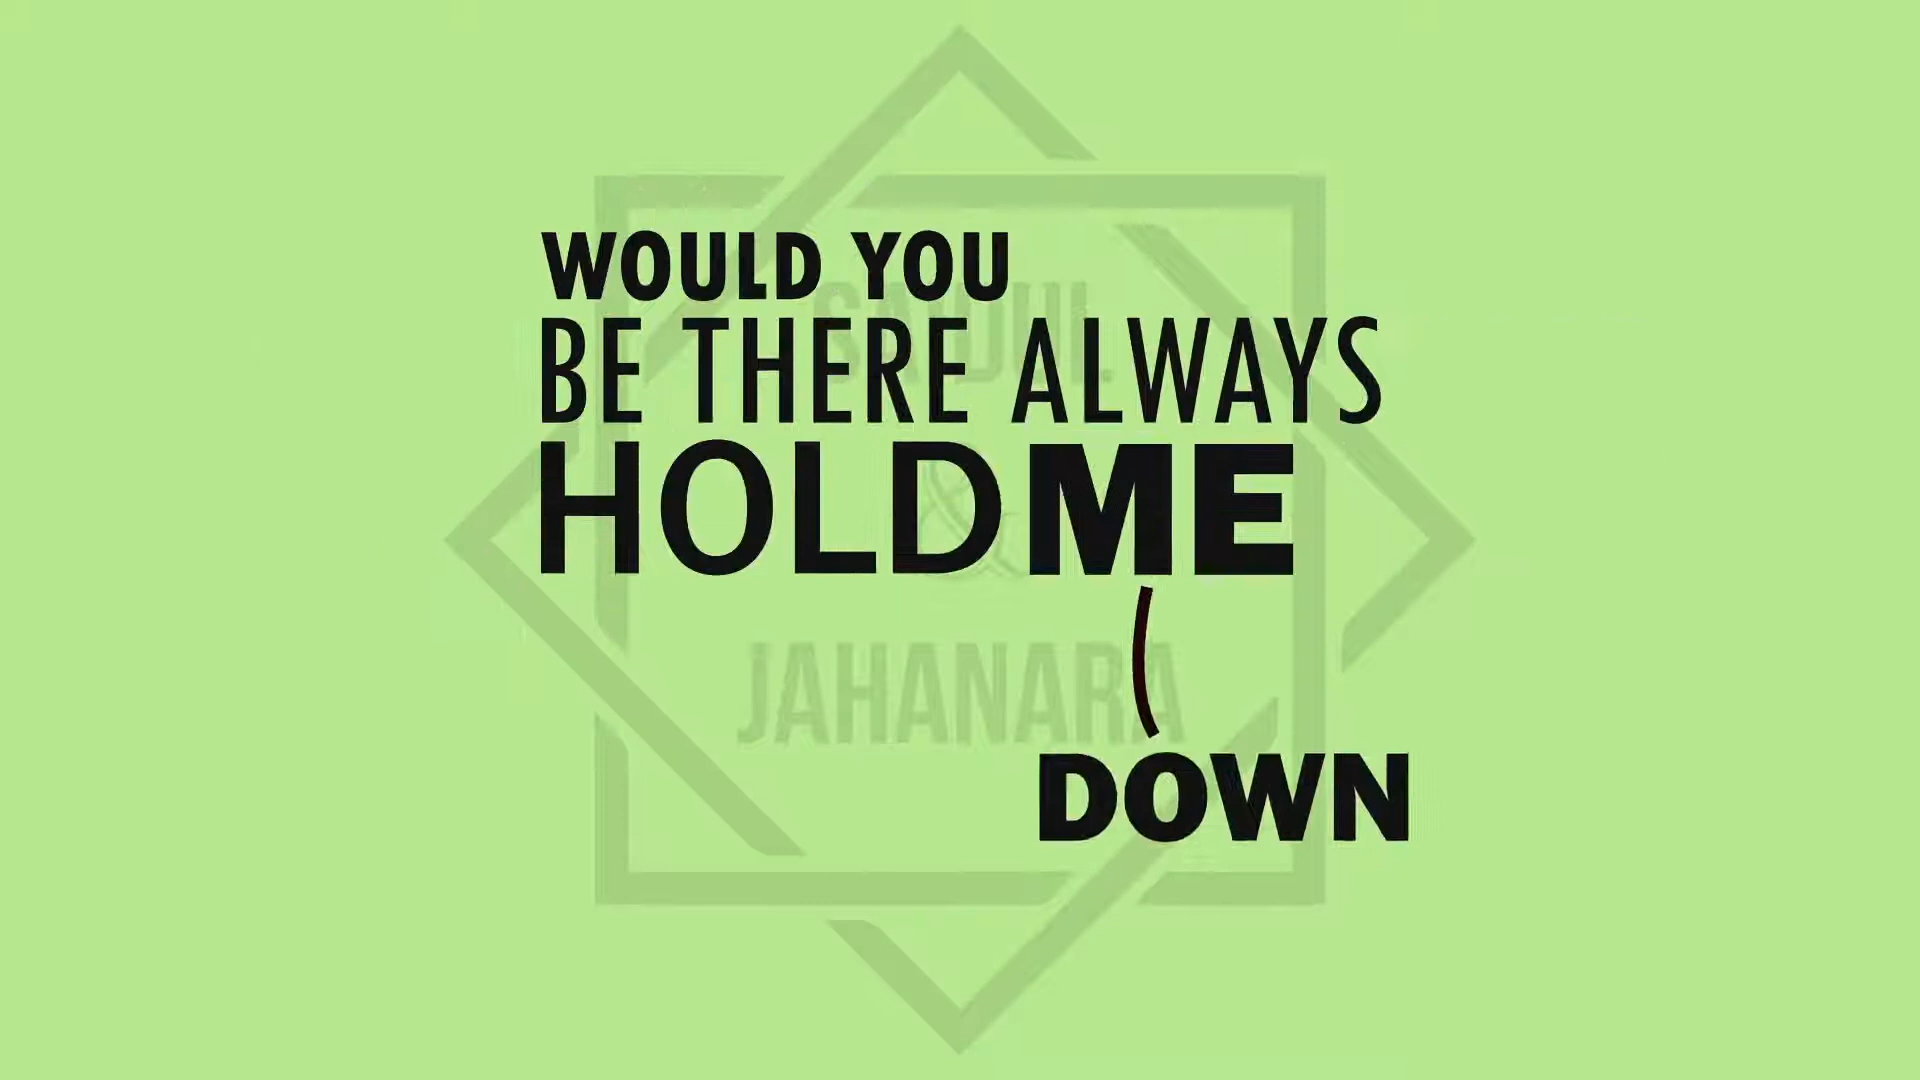 WOULD YOU
BE THERE ALWAYS
HOLD ME
DOWN
&
JAHANARA